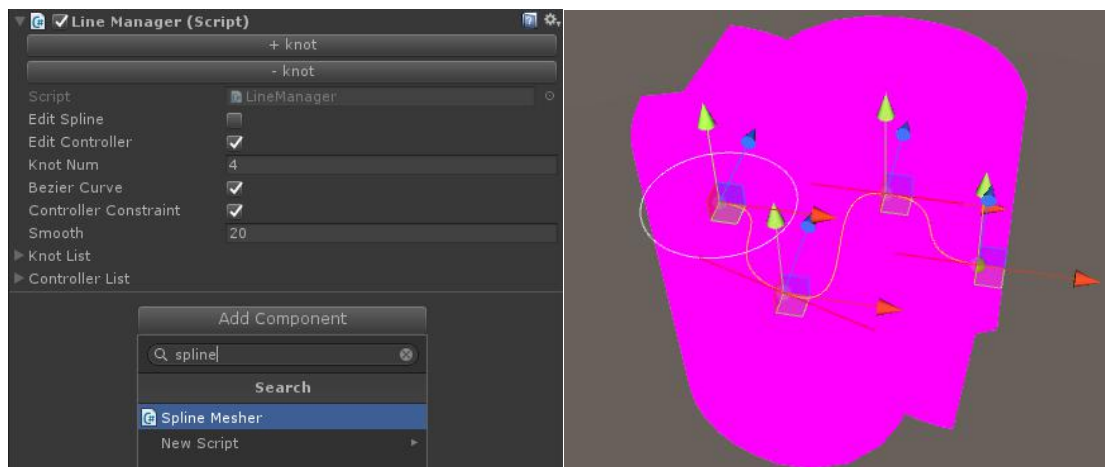 Line Manager (Script)
+ knot
- knot
Script LineManager
Edit Spline
Edit Controller
Knot Num 4
Bezier Curve
Controller Constraint
Smooth 20
Knot List
Controller List
Add Component
spline
Search
Spline Mesher
New Script